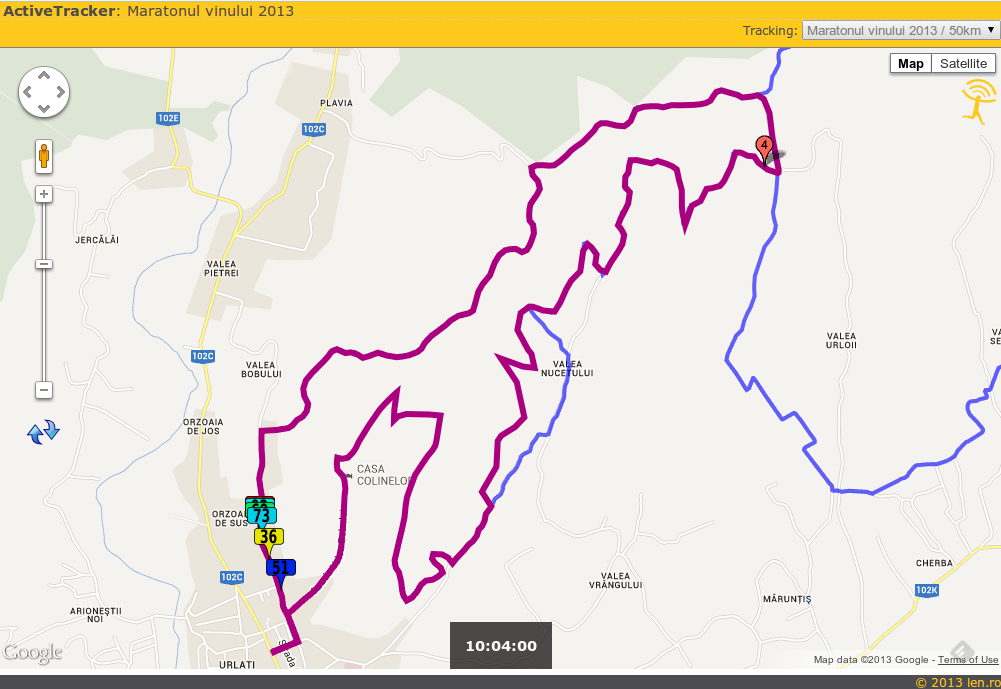 ActiveTracker: Maratonul vinului 2013
Tracking: Maratonul vinului 2013 / 50km
Map Satellite
PLAVIA
102E
102C
4
JERCĂLĂI
VALEA
PIETREI
VALEA
URLOII
102C
VALEA
BOBULUI
VALEA
NUCETULUI
ORZOAIA
DE JOS
CASA
COLINELOR
ORZOAIA
DE SUS
73
36
51
102C
CHERBA
VALEA
VRÂNGULUI
102K
MĂRUNȚIȘ
ARIONEȘTII
NOI
10:04:00
Google
URLATI
Map data ©2013 Google - Terms of Use
© 2013 len.ro